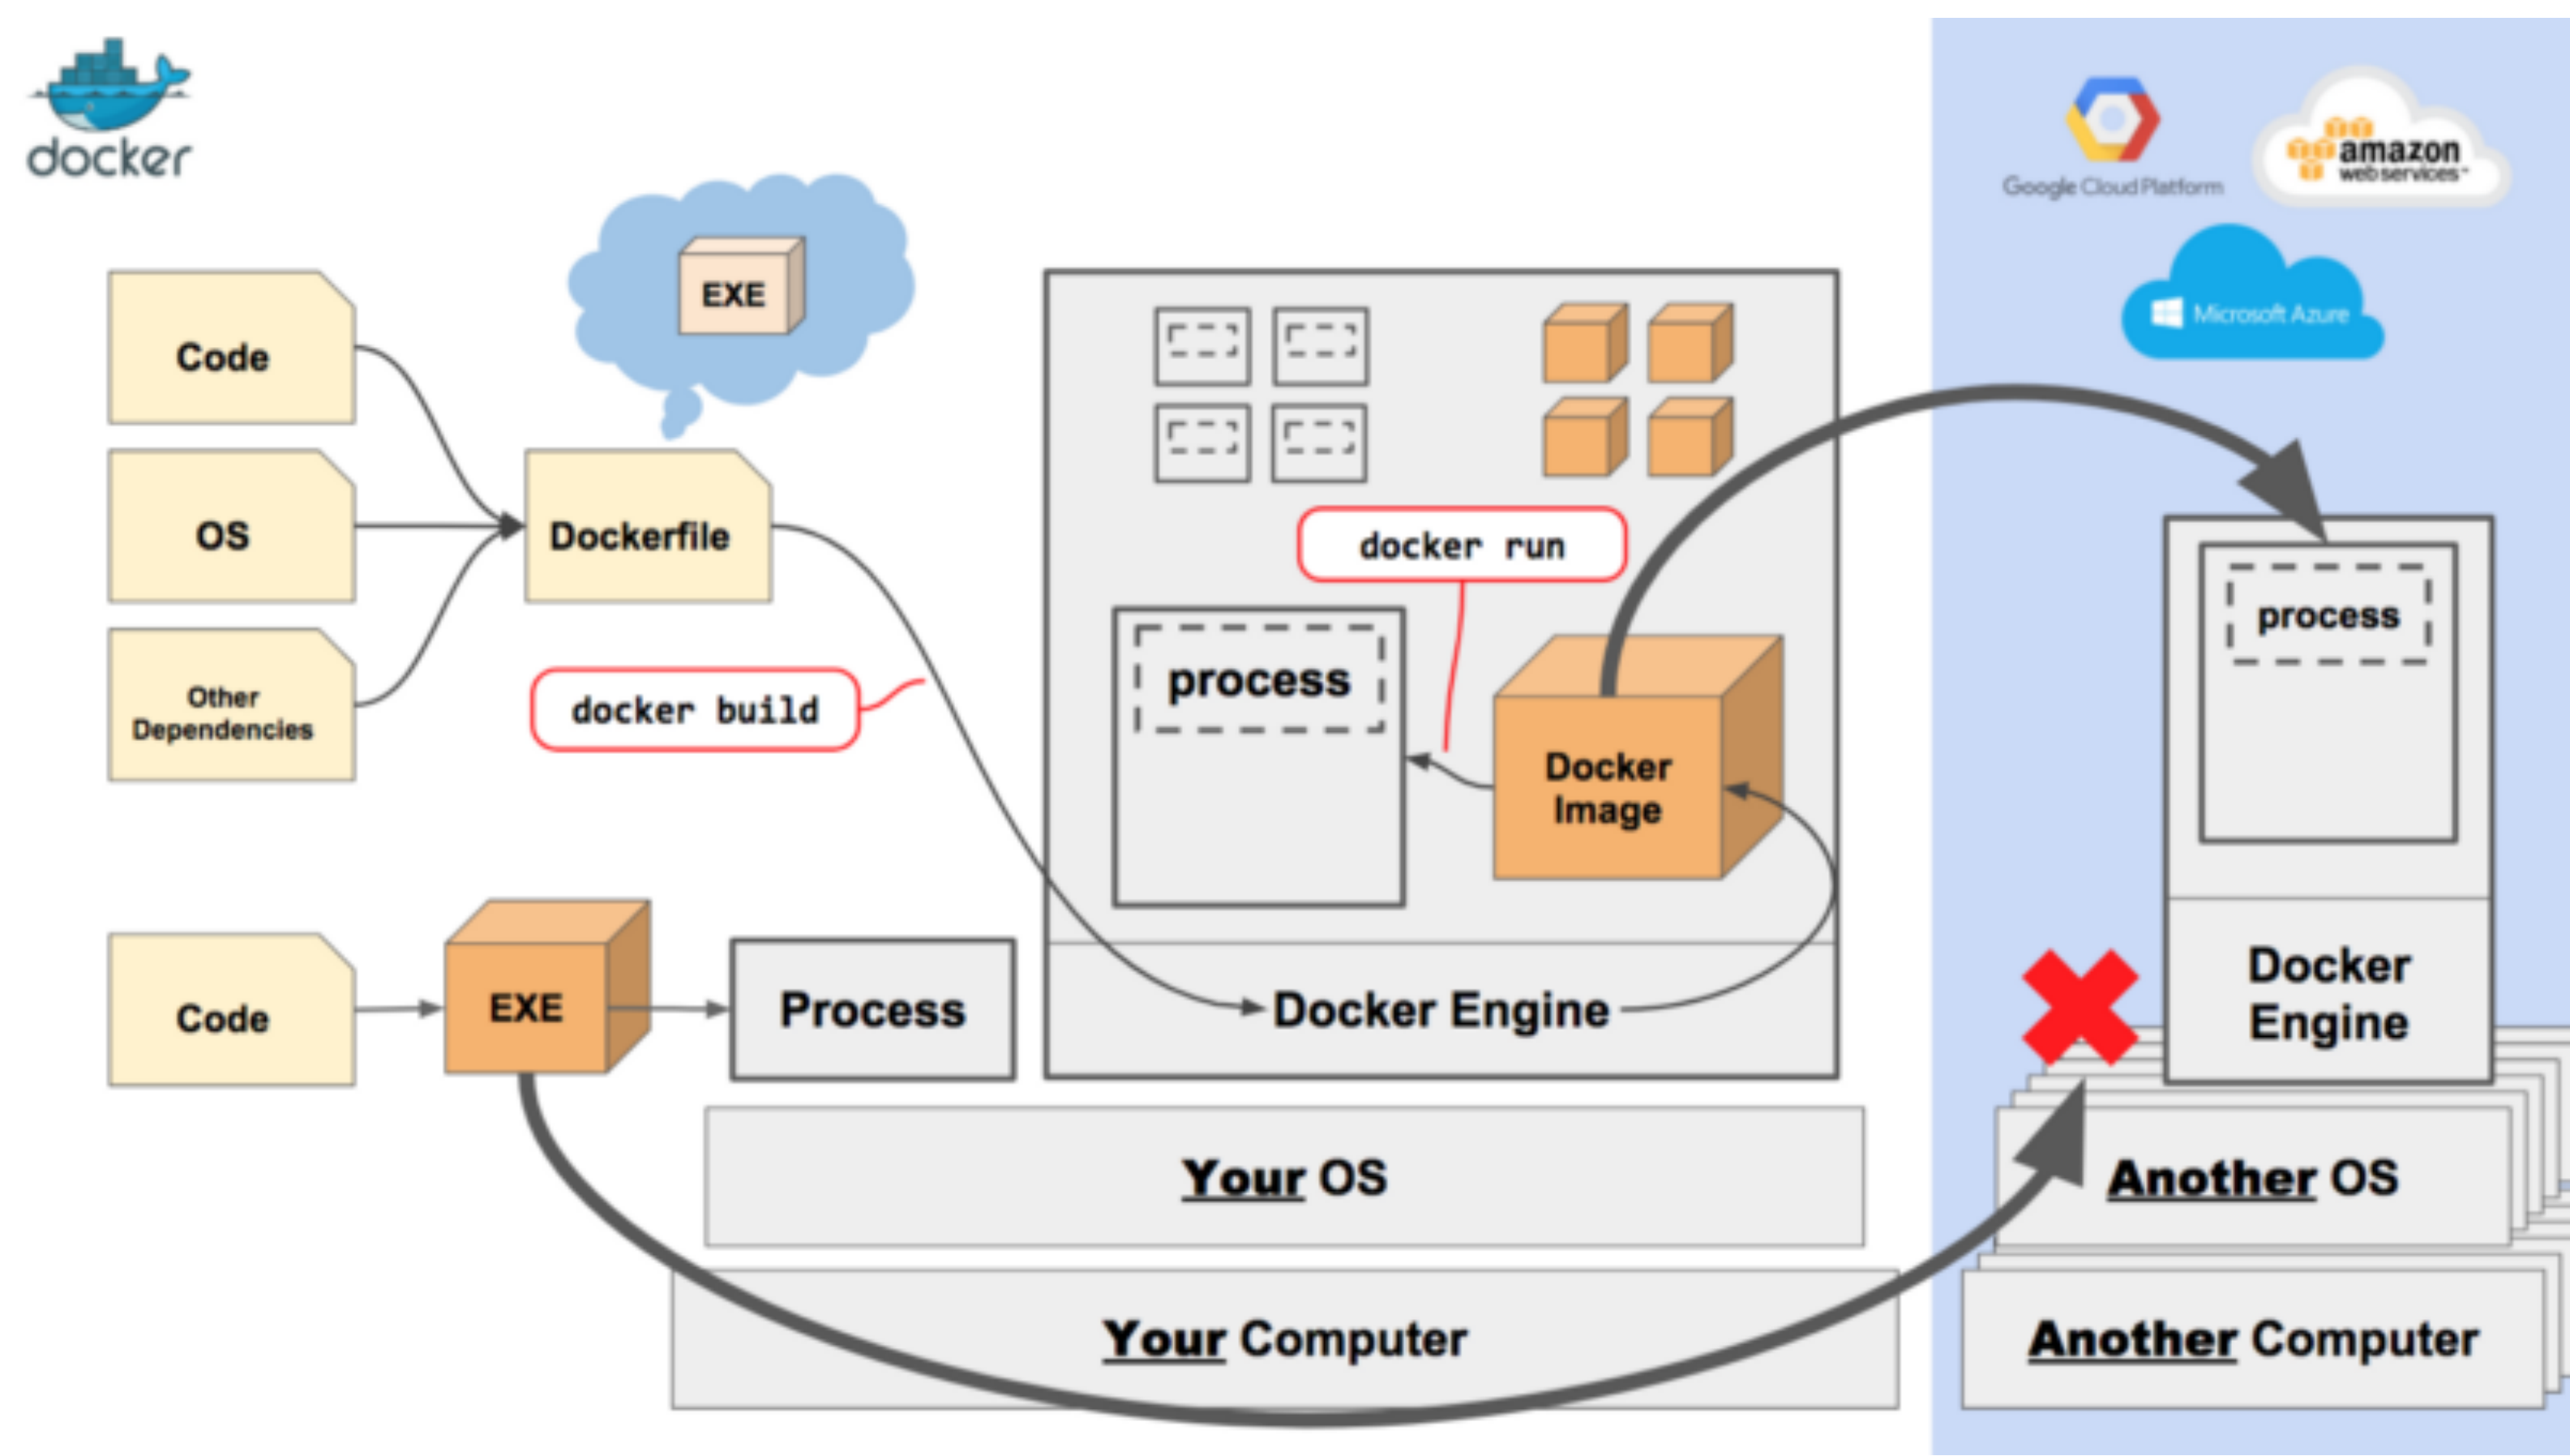 docker
Google Cloud Platform
amazon
web services™
Microsoft Azure
EXE
Code
OS
Other
Dependencies
Dockerfile
docker build
docker run
process
Docker
Image
process
Code
EXE
Process
Docker Engine
Docker
Engine
Your OS
Another OS
Your Computer
Another Computer